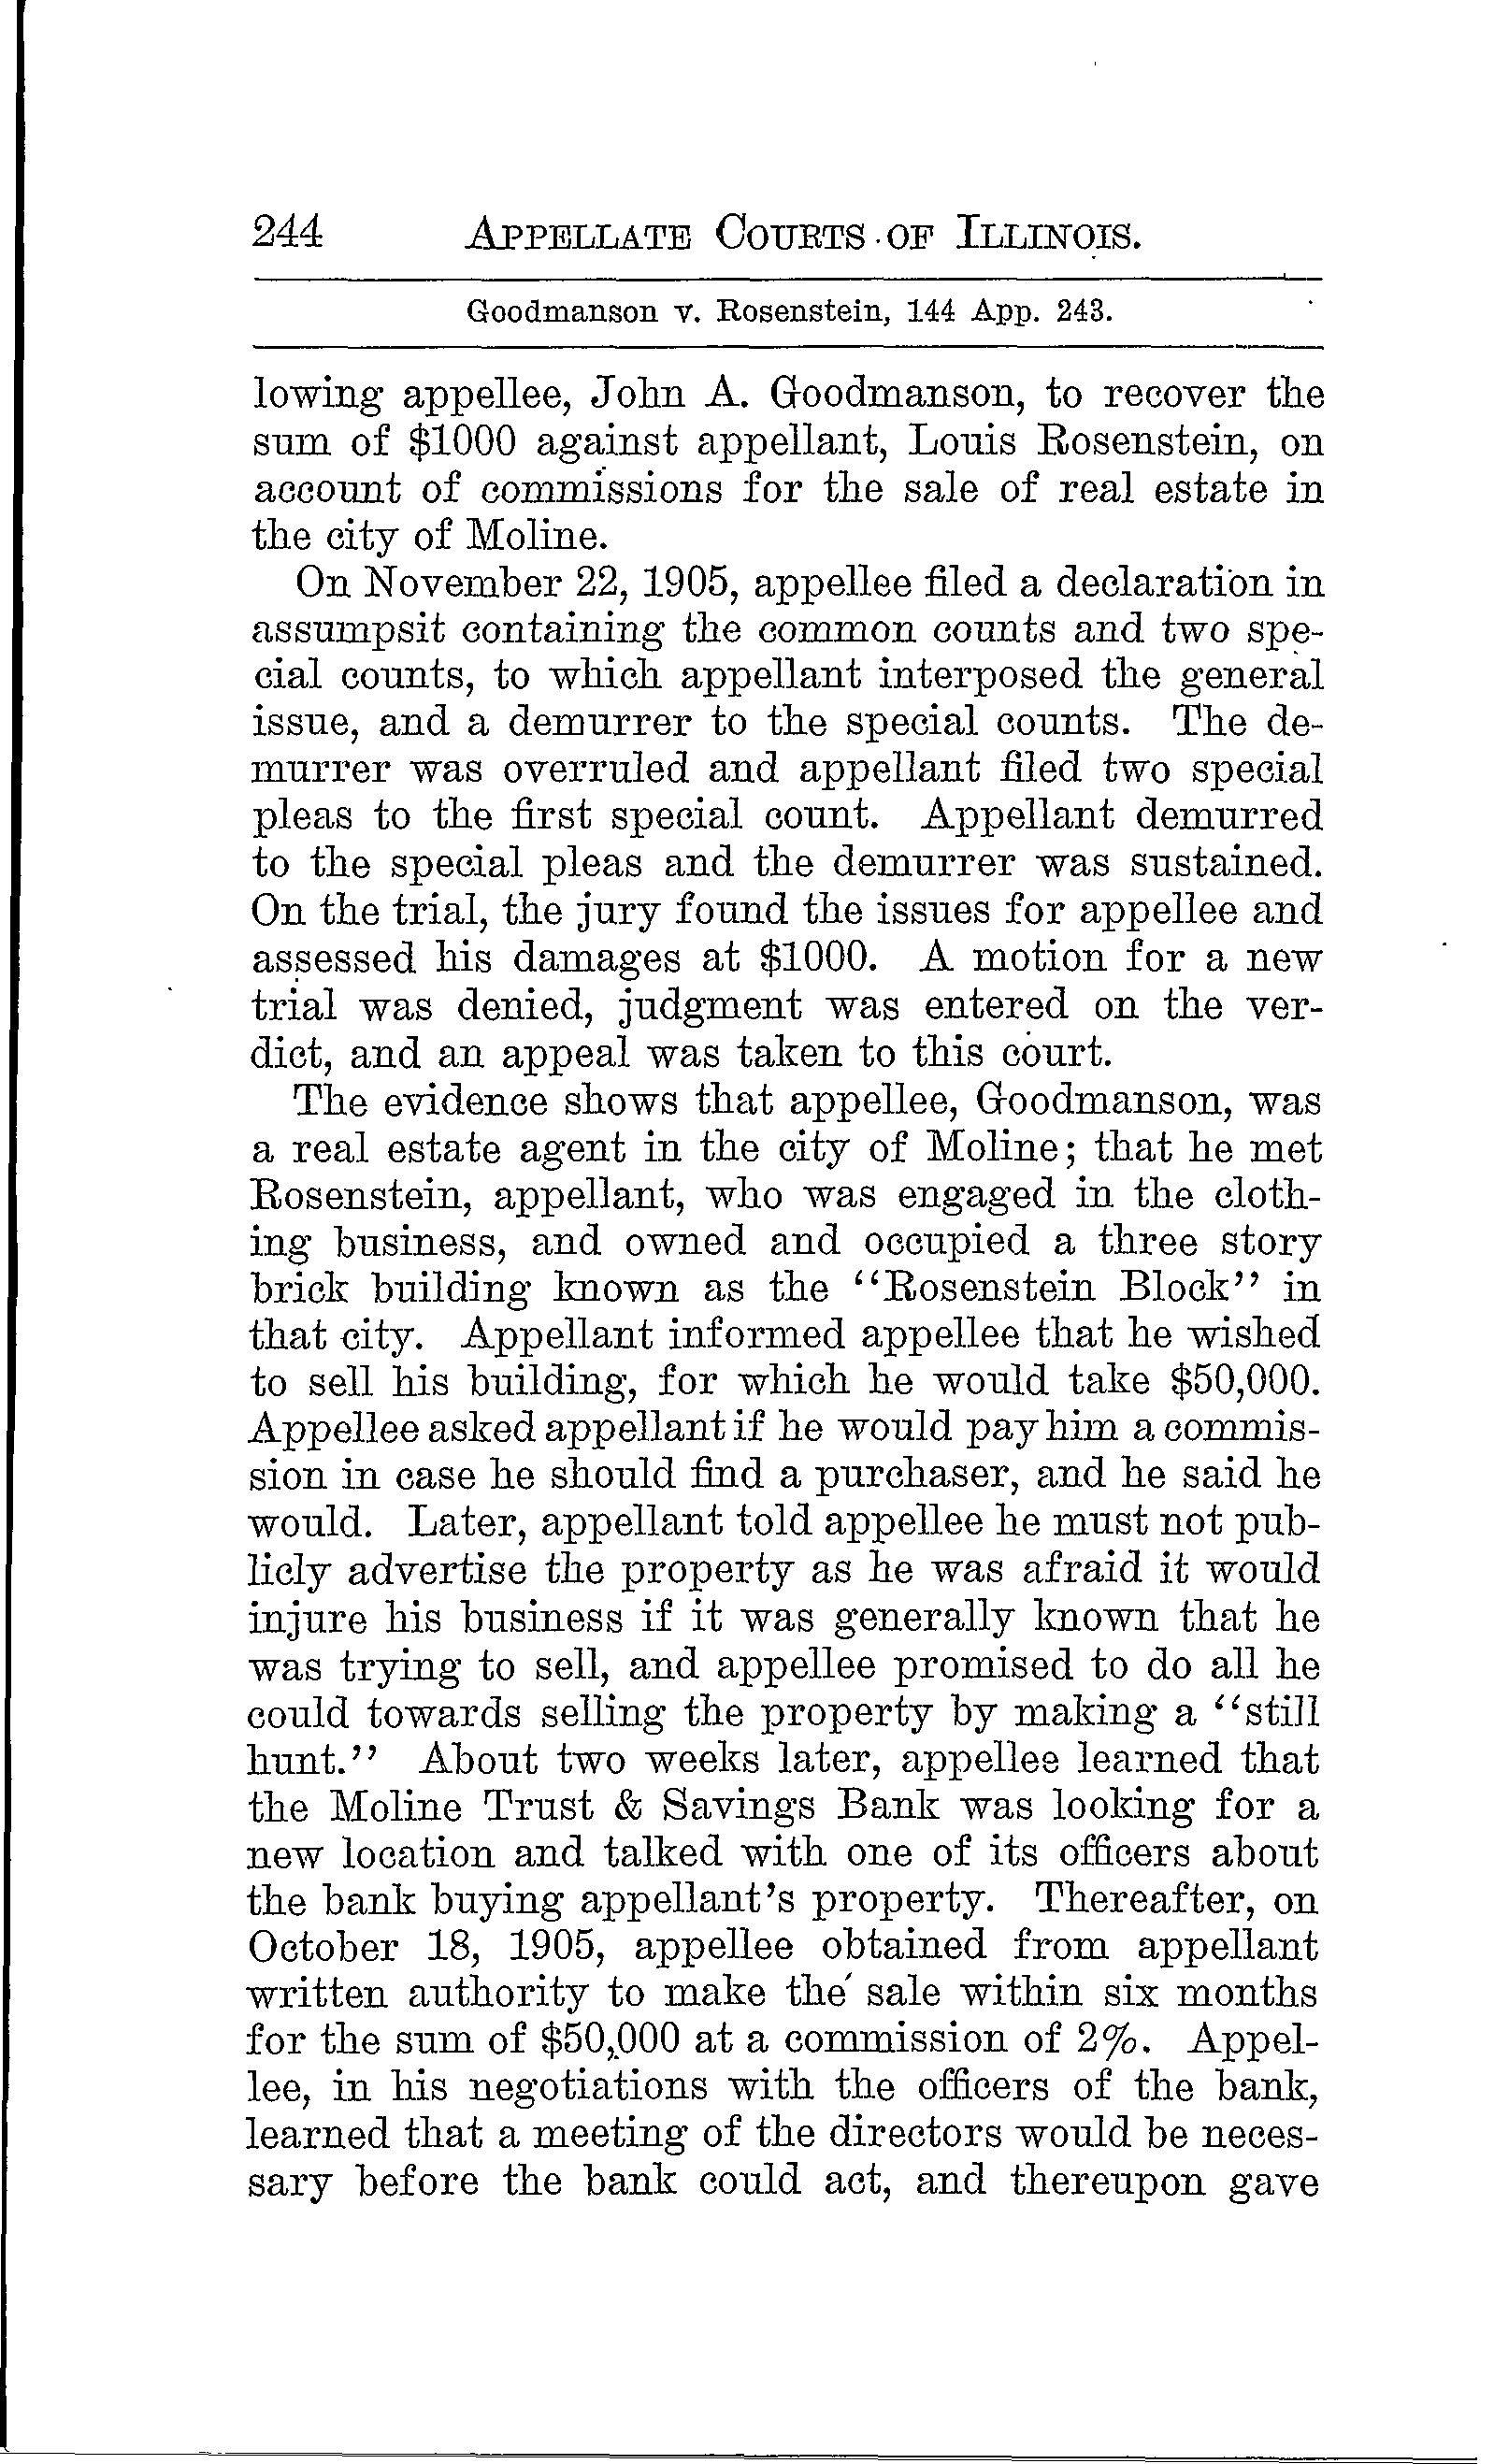 244 APPELLATE COURTS OF ILLINOIS.
Goodmanson v. Rosenstein, 144 App. 243.
lowing appellee, John A. Goodmanson, to recover the
sum of $1000 against appellant, Louis Rosenstein, on
account of commissions for the sale of real estate in
the city of Moline.
On November 22, 1905, appellee filed a declaration in
assumpsit containing the common counts and two spe-
cial counts, to which appellant interposed the general
issue, and a demurrer to the special counts. The de-
murrer was overruled and appellant filed two special
pleas to the first special count. Appellant demurred
to the special pleas and the demurrer was sustained.
On the trial, the jury found the issues for appellee and
assessed his damages at $1000. A motion for a new
trial was denied, judgment was entered on the ver-
dict, and an appeal was taken to this court.
The evidence shows that appellee, Goodmanson, was
a real estate agent in the city of Moline; that he met
Rosenstein, appellant, who was engaged in the cloth-
ing business, and owned and occupied a three story
brick building known as the "Rosenstein Block" in
that city. Appellant informed appellee that he wished
to sell his building, for which he would take $50,000.
Appellee asked appellant if he would pay him a commis-
sion in case he should find a purchaser, and he said he
would. Later, appellant told appellee he must not pub-
licly advertise the property as he was afraid it would
injure his business if it was generally known that he
was trying to sell, and appellee promised to do all he
could towards selling the property by making a "still
hunt." About two weeks later, appellee learned that
the Moline Trust & Savings Bank was looking for a
new location and talked with one of its officers about
the bank buying appellant's property. Thereafter, on
October 18, 1905, appellee obtained from appellant
written authority to make the sale within six months
for the sum of $50,000 at a commission of 2%. Appel-
lee, in his negotiations with the officers of the bank,
learned that a meeting of the directors would be neces-
sary before the bank could act, and thereupon gave